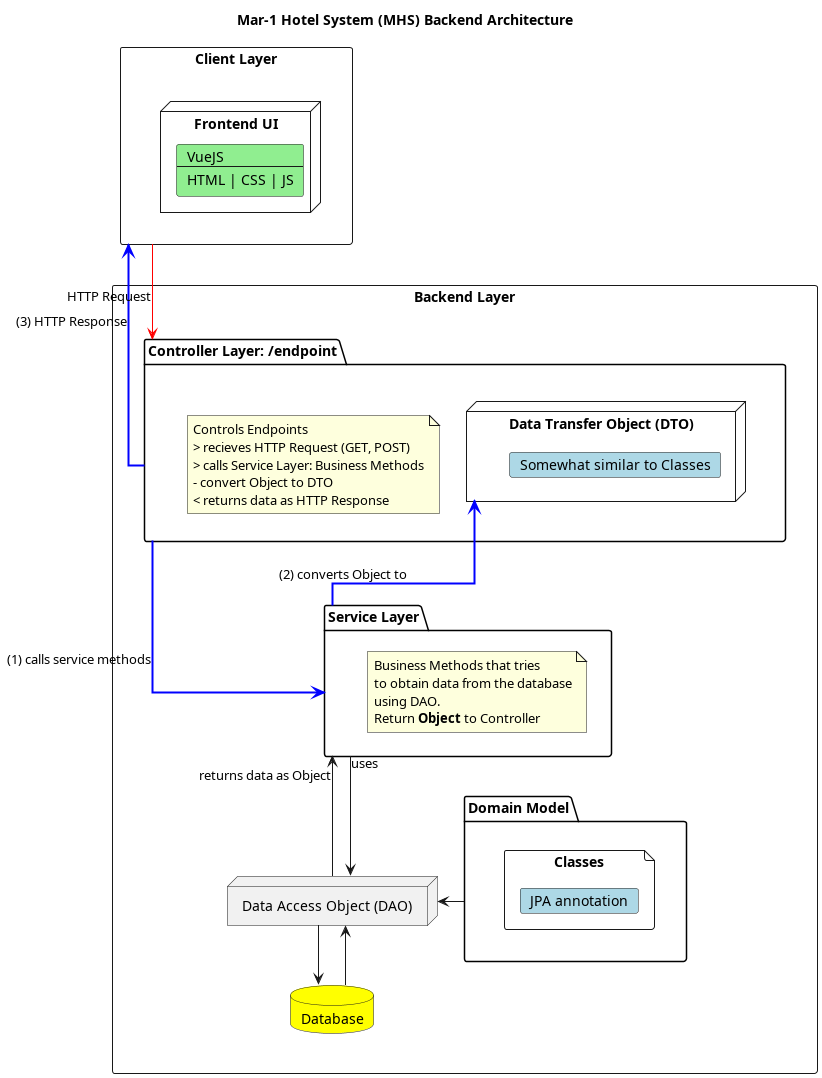 Mar-1 Hotel System (MHS) Backend Architecture
Client Layer
Frontend UI
VueJS
HTML | CSS | JS
HTTP Request
(3) HTTP Response
Backend Layer
Controller Layer: /endpoint
Controls Endpoints
> recieves HTTP Request (GET, POST)
> calls Service Layer: Business Methods
- convert Object to DTO
< returns data as HTTP Response
Data Transfer Object (DTO)
Somewhat similar to Classes
(2) converts Object to
(1) calls service methods
Service Layer
Business Methods that tries
to obtain data from the database
using DAO.
Return Object to Controller
returns data as Object
uses
Domain Model
Classes
JPA annotation
Data Access Object (DAO)
Database